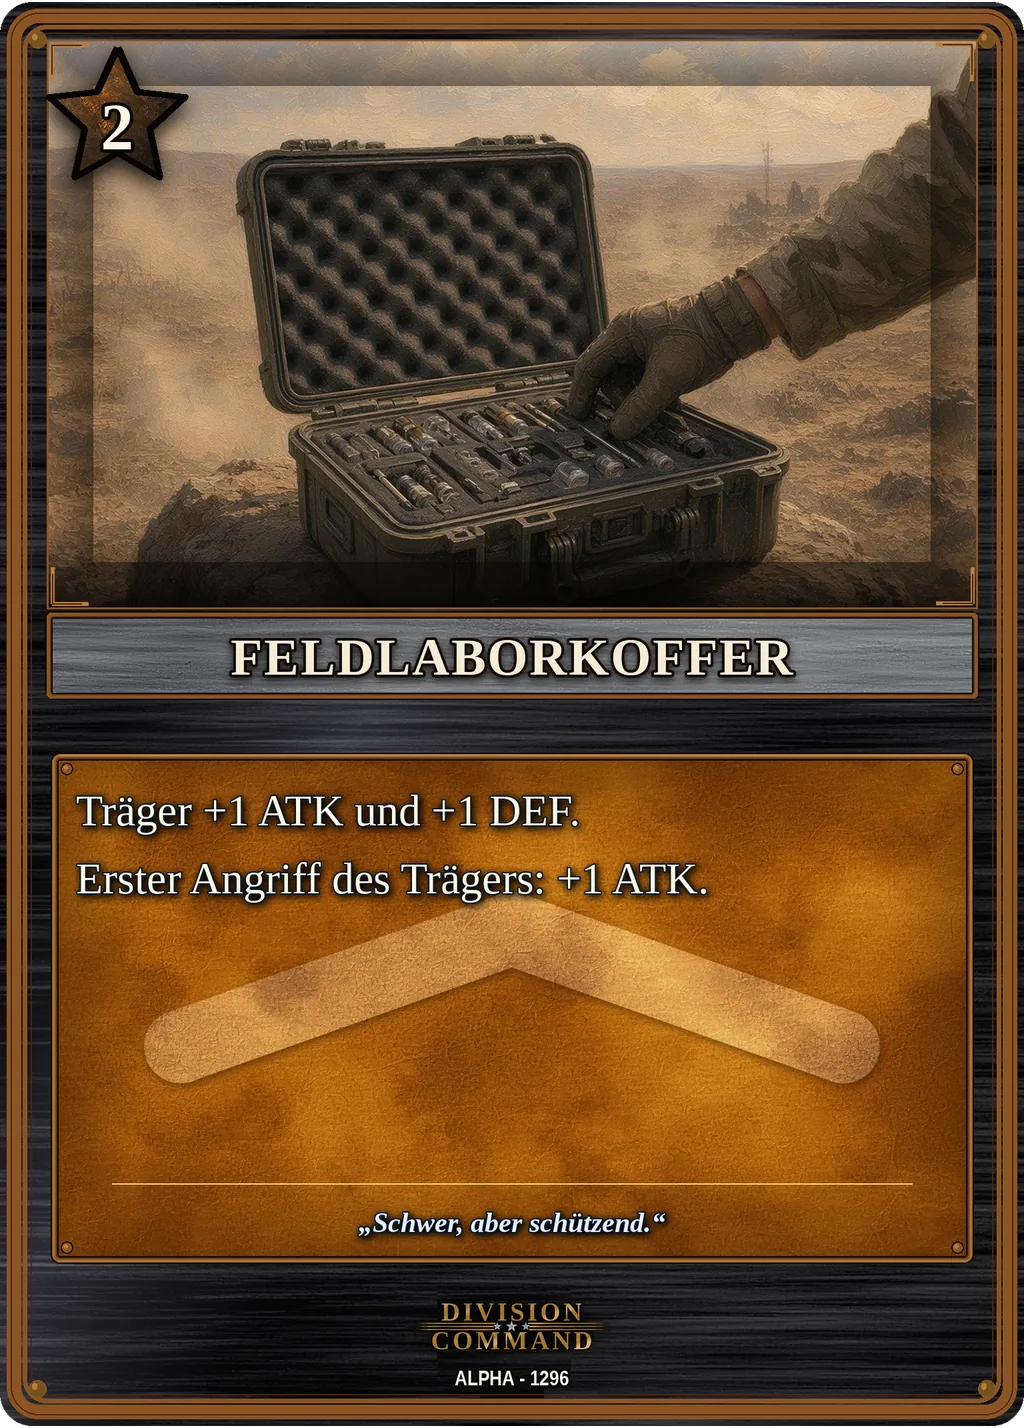 2
FELDLABORKOFFER
Träger +1 ATK und +1 DEF.
Erster Angriff des Trägers: +1 ATK.
„Schwer, aber schützend.“
DIVISION
COMMAND
ALPHA - 1296